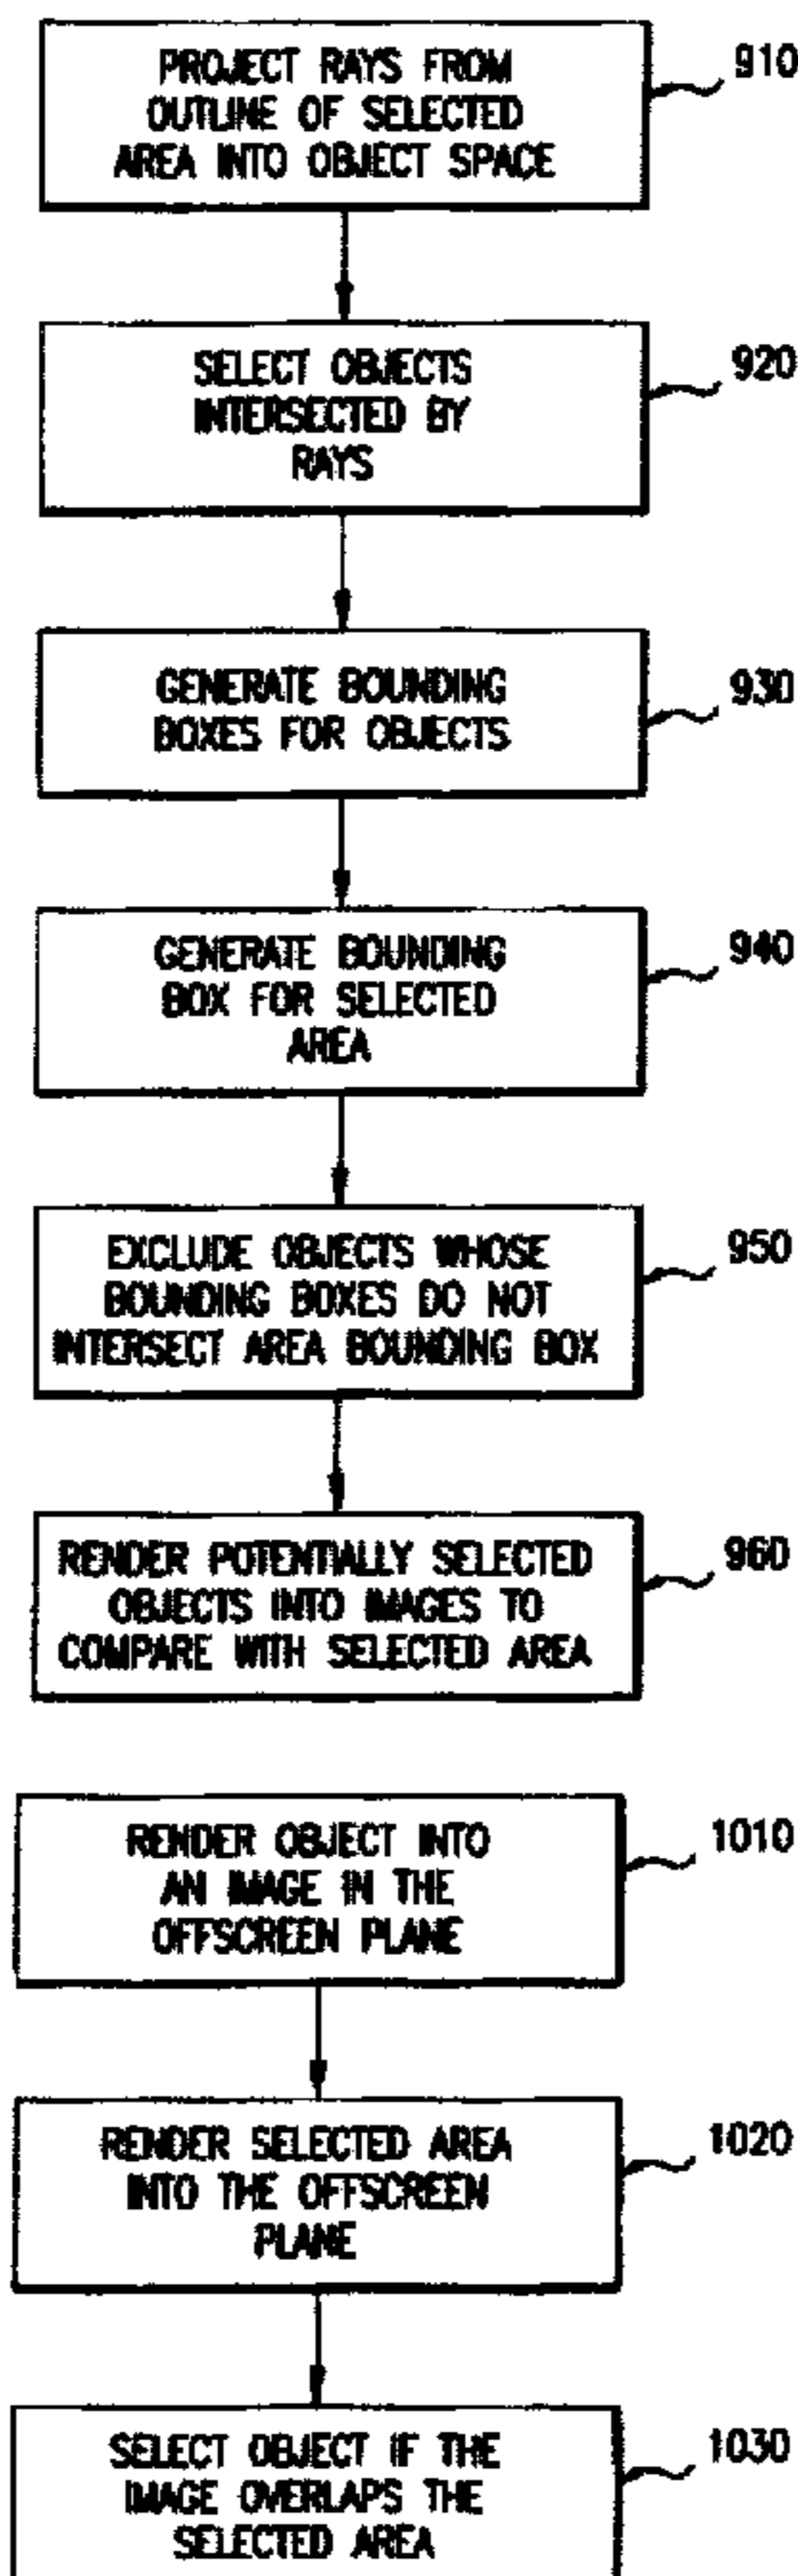 PROJECT RAYS FROM
OUTLINE OF SELECTED
AREA INTO OBJECT SPACE
910
SELECT OBJECTS
INTERSECTED BY
RAYS
920
GENERATE BOUNDING
BOXES FOR OBJECTS
930
GENERATE BOUNDING
BOX FOR SELECTED
AREA
940
EXCLUDE OBJECTS WHOSE
BOUNDING BOXES DO NOT
INTERSECT AREA BOUNDING BOX
950
RENDER POTENTIALLY SELECTED
OBJECTS INTO IMAGES TO
COMPARE WITH SELECTED AREA
960
RENDER OBJECT INTO
AN IMAGE IN THE
OFFSCREEN PLANE
1010
RENDER SELECTED AREA
INTO THE OFFSCREEN
PLANE
1020
SELECT OBJECT IF THE
IMAGE OVERLAPS THE
SELECTED AREA
1030